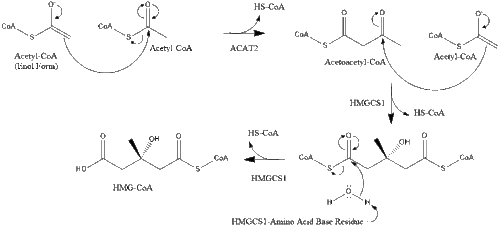 O⁻
O
HS-CoA
O
O
O⁻
CoA
S
CoA
S
CoA
S
CoA
S
Acetyl-CoA
(Enol Form)
Acetyl-CoA
ACAT2
Acetoacetyl-CoA
Acetyl-CoA
HMGCS1
HS-CoA
HS-CoA
O
OH
O
HO
S
CoA
HMG-CoA
HMGCS1
O
OH
O
CoA
S
S
CoA
H
O
H
HMGCS1-Amino Acid Base Residue